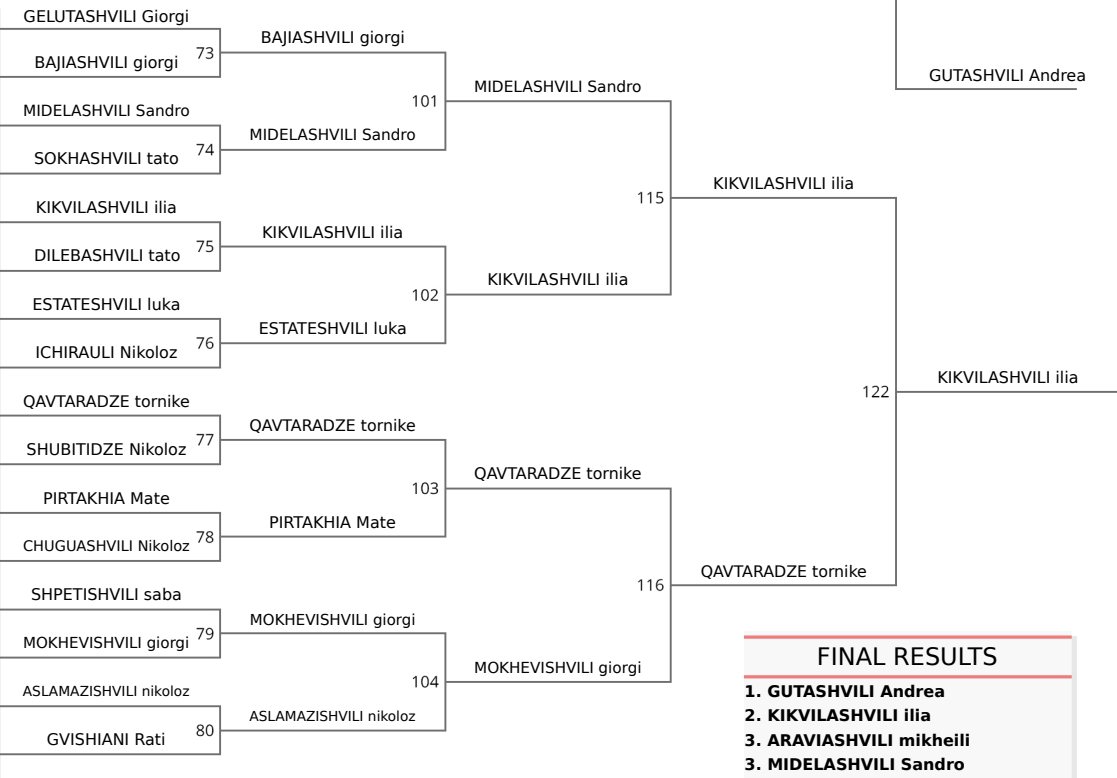 GELUTASHVILI Giorgi
73
BAJIASHVILI giorgi
BAJIASHVILI giorgi
MIDELASHVILI Sandro
74
SOKHASHVILI tato
MIDELASHVILI Sandro
101
MIDELASHVILI Sandro
KIKVILASHVILI ilia
75
DILEBASHVILI tato
KIKVILASHVILI ilia
ESTATESHVILI luka
76
ICHIRAULI Nikoloz
ESTATESHVILI luka
102
KIKVILASHVILI ilia
115
KIKVILASHVILI ilia
QAVTARADZE tornike
77
SHUBITIDZE Nikoloz
QAVTARADZE tornike
PIRTAKHIA Mate
78
CHUGUASHVILI Nikoloz
PIRTAKHIA Mate
103
QAVTARADZE tornike
SHPETISHVILI saba
79
MOKHEVISHVILI giorgi
MOKHEVISHVILI giorgi
ASLAMAZISHVILI nikoloz
80
GVISHIANI Rati
ASLAMAZISHVILI nikoloz
104
MOKHEVISHVILI giorgi
116
QAVTARADZE tornike
122
KIKVILASHVILI ilia
GUTASHVILI Andrea
FINAL RESULTS
1. GUTASHVILI Andrea
2. KIKVILASHVILI ilia
3. ARAVIASHVILI mikheili
3. MIDELASHVILI Sandro